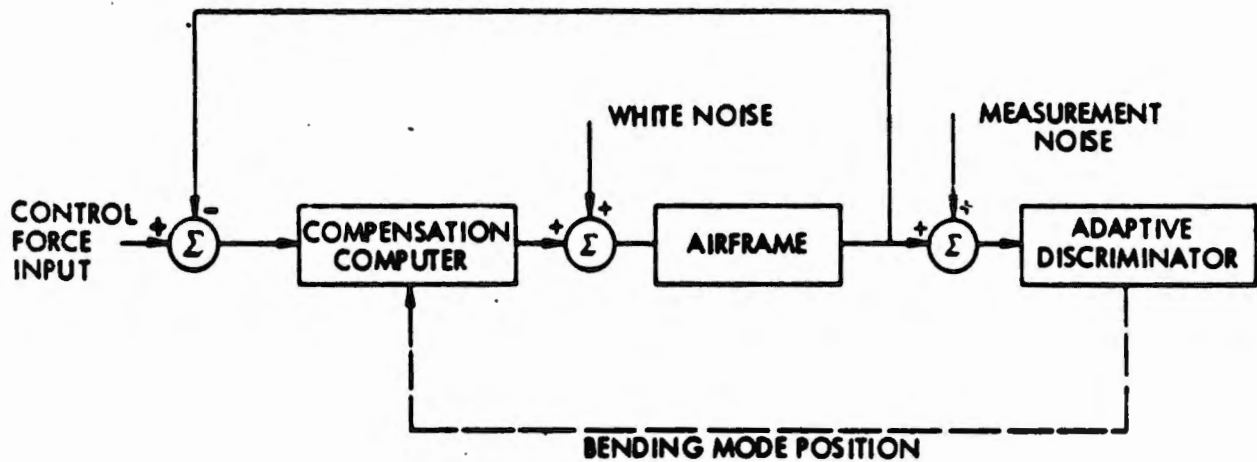 WHITE NOISE
MEASUREMENT
NOISE
CONTROL
FORCE
INPUT
+
-
Σ
COMPENSATION
COMPUTER
+
+
Σ
AIRFRAME
+
+
Σ
ADAPTIVE
DISCRIMINATOR
BENDING MODE POSITION